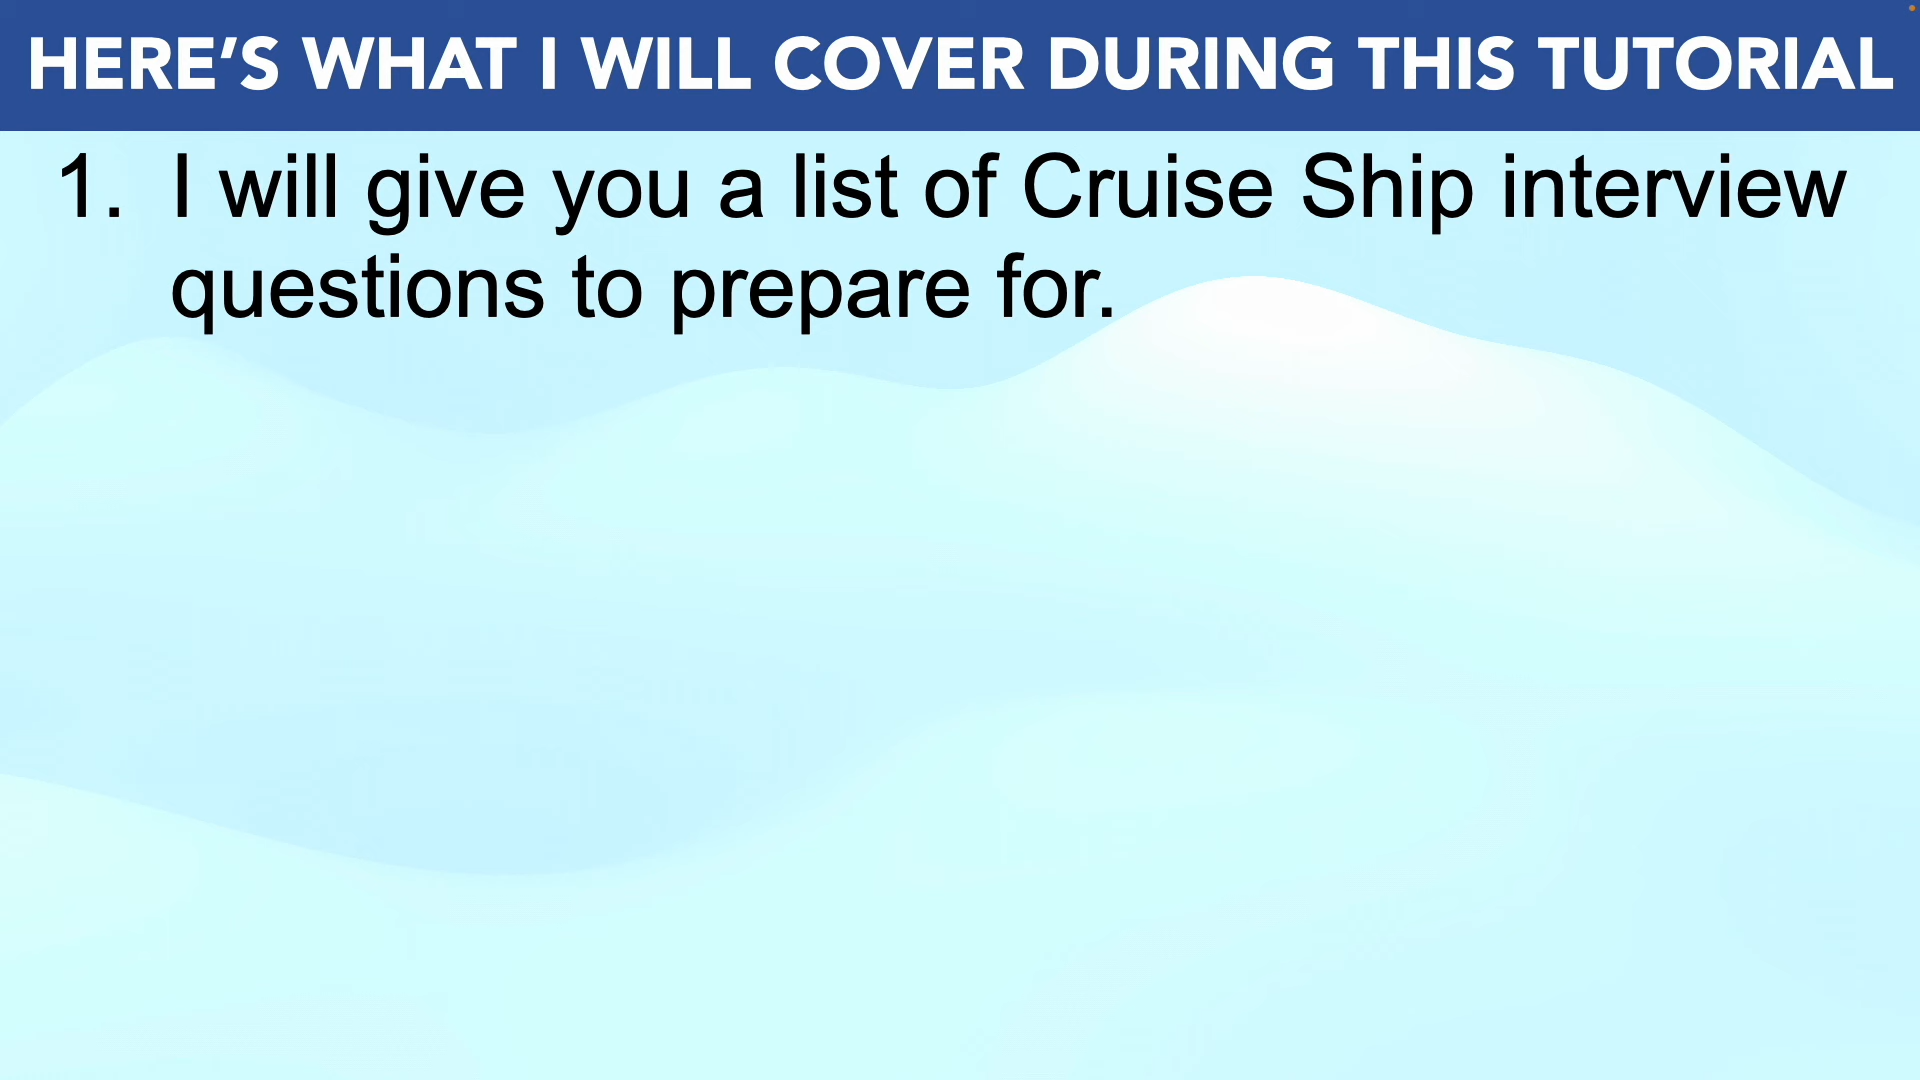 HERE’S WHAT I WILL COVER DURING THIS TUTORIAL
1. I will give you a list of Cruise Ship interview
questions to prepare for.